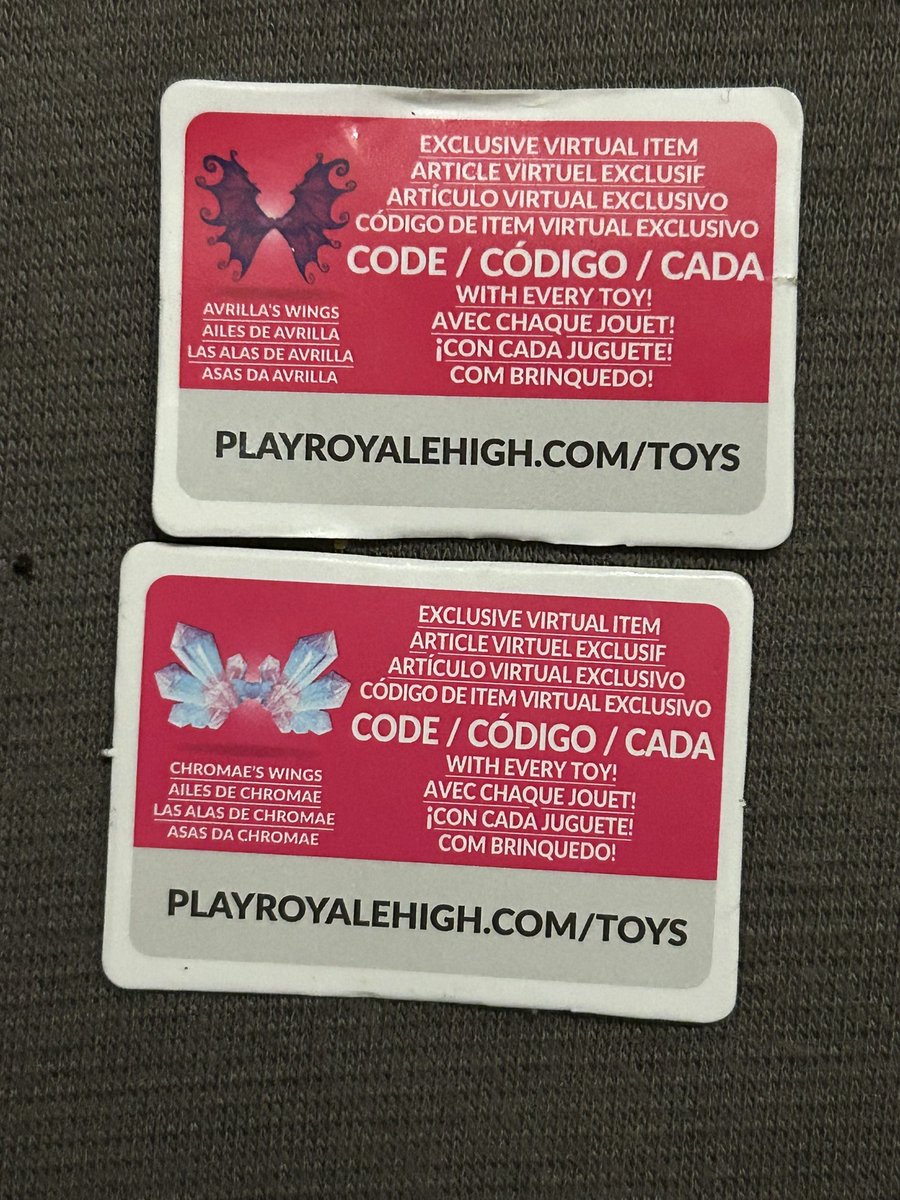 EXCLUSIVE VIRTUAL ITEM
ARTICLE VIRTUEL EXCLUSIF
ARTÍCULO VIRTUAL EXCLUSIVO
CÓDIGO DE ITEM VIRTUAL EXCLUSIVO
CODE / CÓDIGO / CADA
WITH EVERY TOY!
AVEC CHAQUE JOUET!
¡CON CADA JUGUETE!
COM BRINQUEDO!
AVRILLA'S WINGS
AILES DE AVRILLA
LAS ALAS DE AVRILLA
ASAS DA AVRILLA
PLAYROYALEHIGH.COM/TOYS
EXCLUSIVE VIRTUAL ITEM
ARTICLE VIRTUEL EXCLUSIF
ARTÍCULO VIRTUAL EXCLUSIVO
CÓDIGO DE ITEM VIRTUAL EXCLUSIVO
CODE / CÓDIGO / CADA
WITH EVERY TOY!
AVEC CHAQUE JOUET!
¡CON CADA JUGUETE!
COM BRINQUEDO!
CHROMAE'S WINGS
AILES DE CHROMAE
LAS ALAS DE CHROMAE
ASAS DA CHROMAE
PLAYROYALEHIGH.COM/TOYS